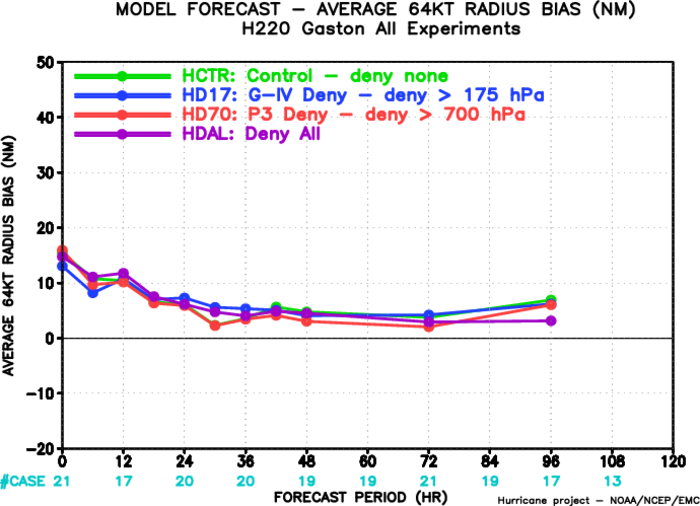 MODEL FORECAST – AVERAGE 64KT RADIUS BIAS (NM)
H220 Gaston All Experiments
HCTR: Control – deny none
HD17: G–IV Deny – deny > 175 hPa
HD70: P3 Deny – deny > 700 hPa
HDAL: Deny All
AVERAGE 64KT RADIUS BIAS (NM)
50
40
30
20
10
0
–10
–20
0 12 24 36 48 60 72 84 96 108 120
#CASE 21 17 20 20 19 19 21 19 17 13
FORECAST PERIOD (HR)
Hurricane project – NOAA/NCEP/EMC